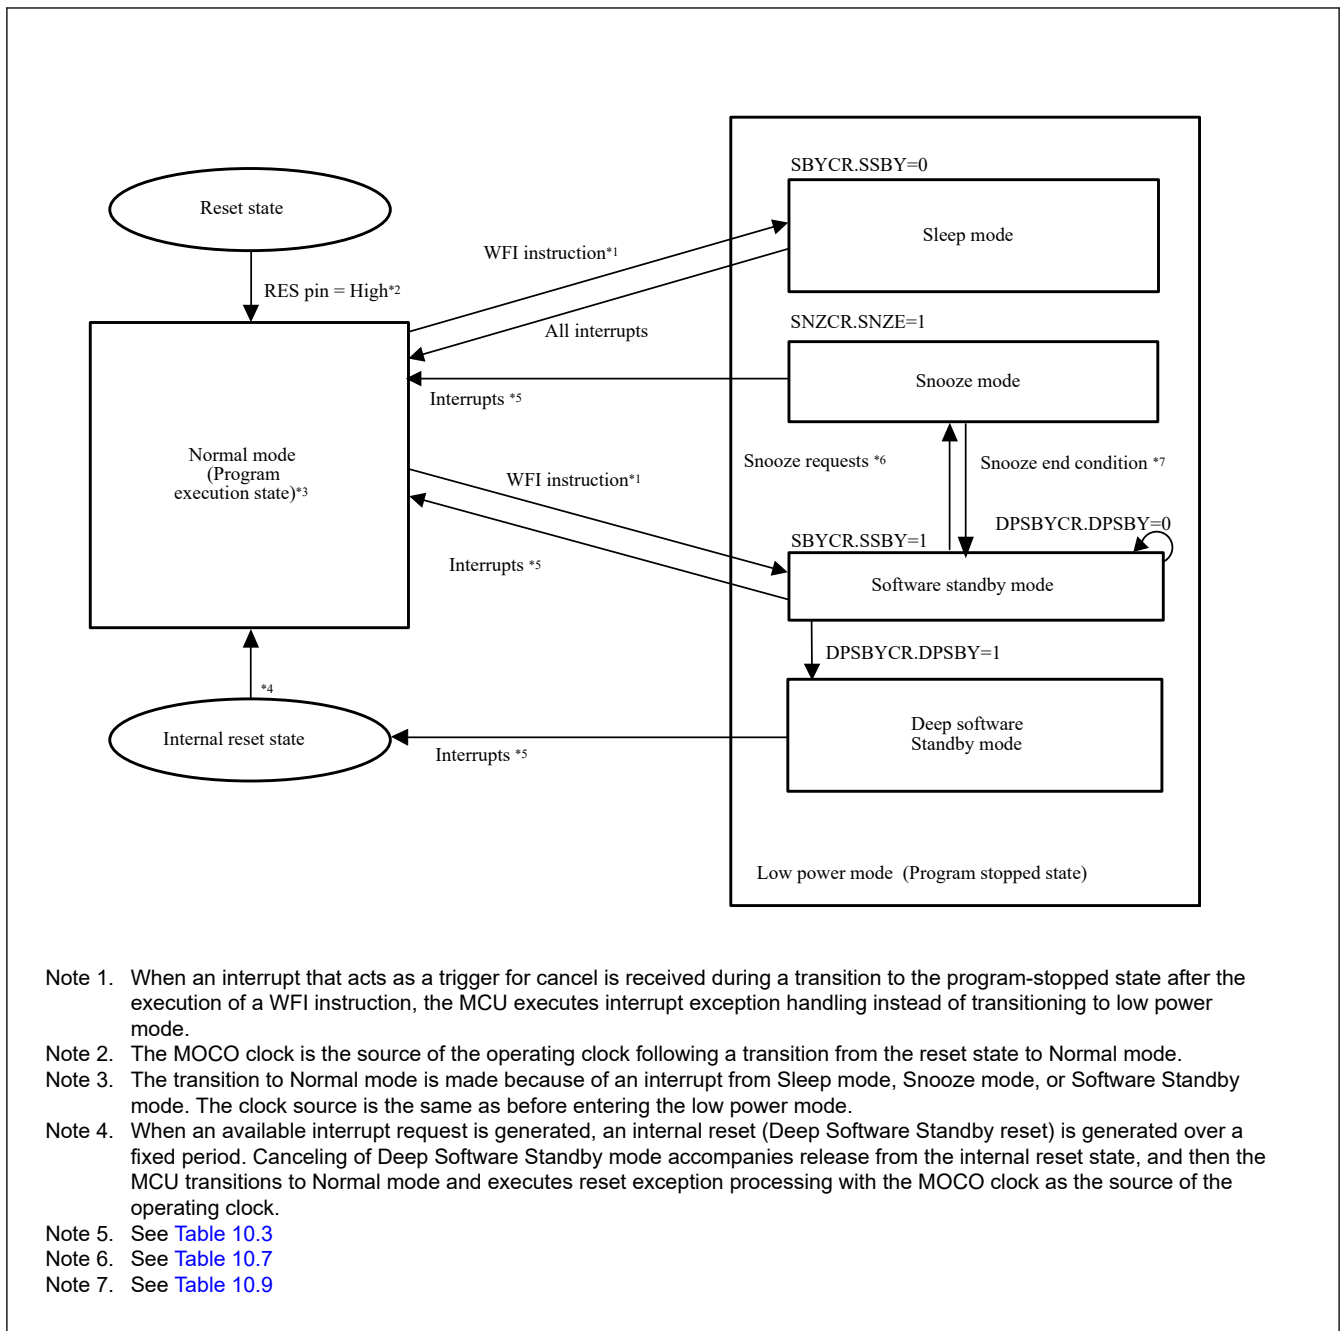 SBYCR.SSBY=0
Reset state
Sleep mode
WFI instruction*1
RES pin = High*2
All interrupts
SNZCR.SNZE=1
Snooze mode
Interrupts *5
Normal mode
(Program
execution state)*3
Snooze requests *6
Snooze end condition *7
WFI instruction*1
DPSBYCR.DPSBY=0
SBYCR.SSBY=1
Interrupts *5
Software standby mode
DPSBYCR.DPSBY=1
*4
Internal reset state
Deep software
Standby mode
Interrupts *5
Low power mode (Program stopped state)
Note 1. When an interrupt that acts as a trigger for cancel is received during a transition to the program-stopped state after the
execution of a WFI instruction, the MCU executes interrupt exception handling instead of transitioning to low power
mode.
Note 2. The MOCO clock is the source of the operating clock following a transition from the reset state to Normal mode.
Note 3. The transition to Normal mode is made because of an interrupt from Sleep mode, Snooze mode, or Software Standby
mode. The clock source is the same as before entering the low power mode.
Note 4. When an available interrupt request is generated, an internal reset (Deep Software Standby reset) is generated over a
fixed period. Canceling of Deep Software Standby mode accompanies release from the internal reset state, and then the
MCU transitions to Normal mode and executes reset exception processing with the MOCO clock as the source of the
operating clock.
Note 5. See Table 10.3
Note 6. See Table 10.7
Note 7. See Table 10.9